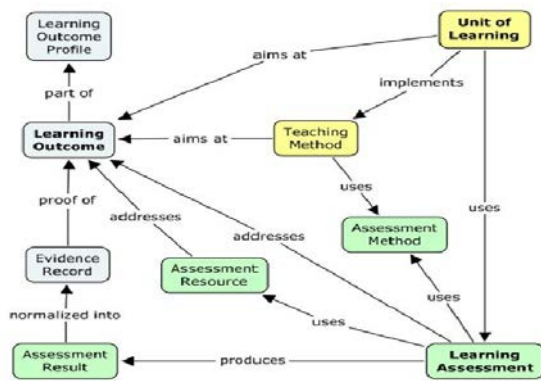 Learning
Outcome
Profile
Unit of
Learning
aims at
implements
part of
Learning
Outcome
aims at
Teaching
Method
uses
proof of
addresses
addresses
Assessment
Method
uses
Evidence
Record
Assessment
Resource
uses
uses
normalized into
Assessment
Result
produces
Learning
Assessment